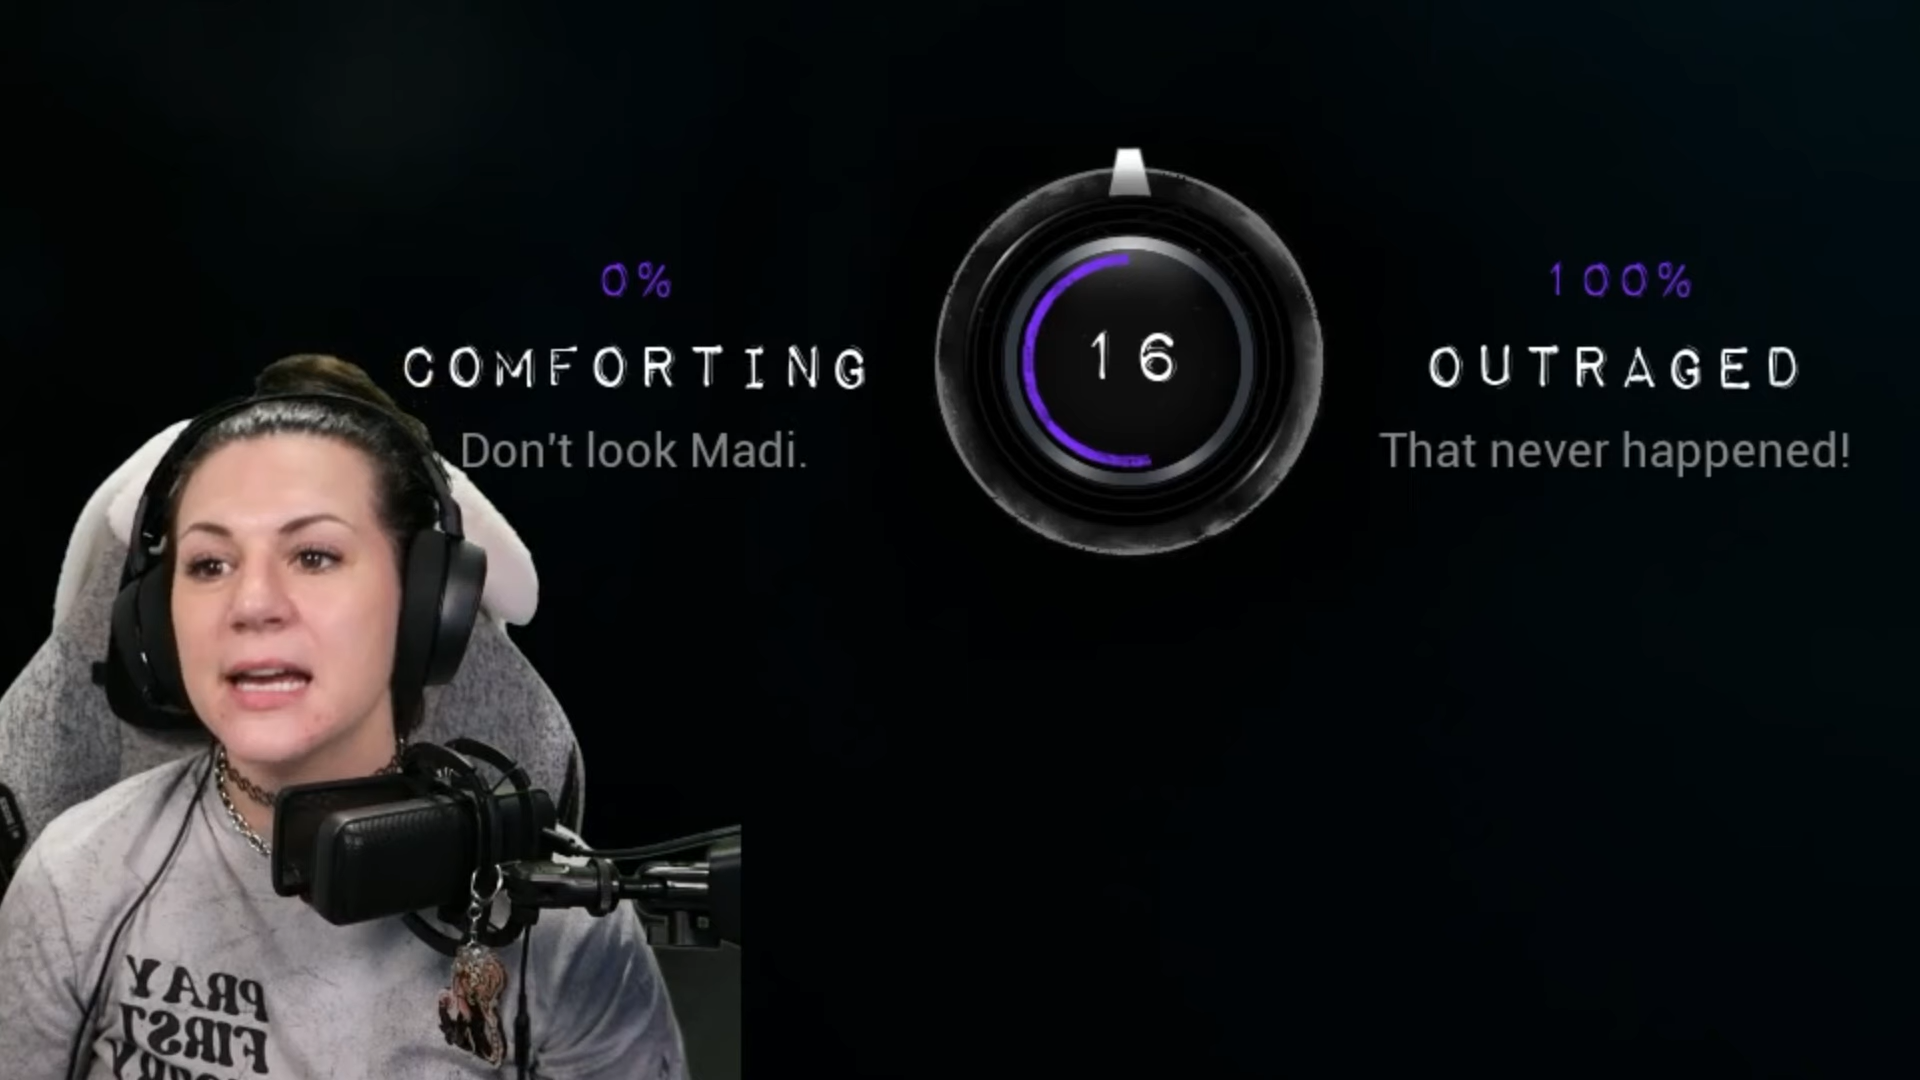 0%
COMFORTING
Don't look Madi.
16
100%
OUTRAGED
That never happened!
PRAY
FIRST